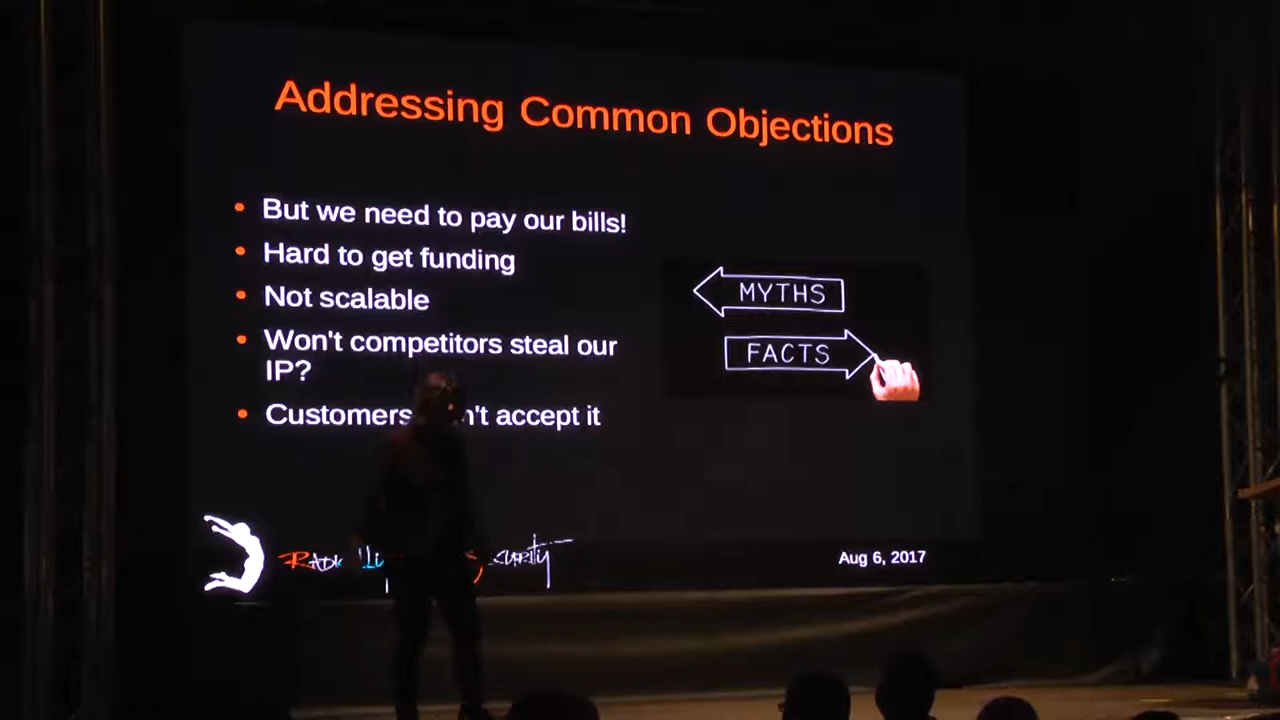 Addressing Common Objections
• But we need to pay our bills!
• Hard to get funding
• Not scalable
• Won't competitors steal our
IP?
• Customers accept it
MYTHS
FACTS
Aug 6, 2017